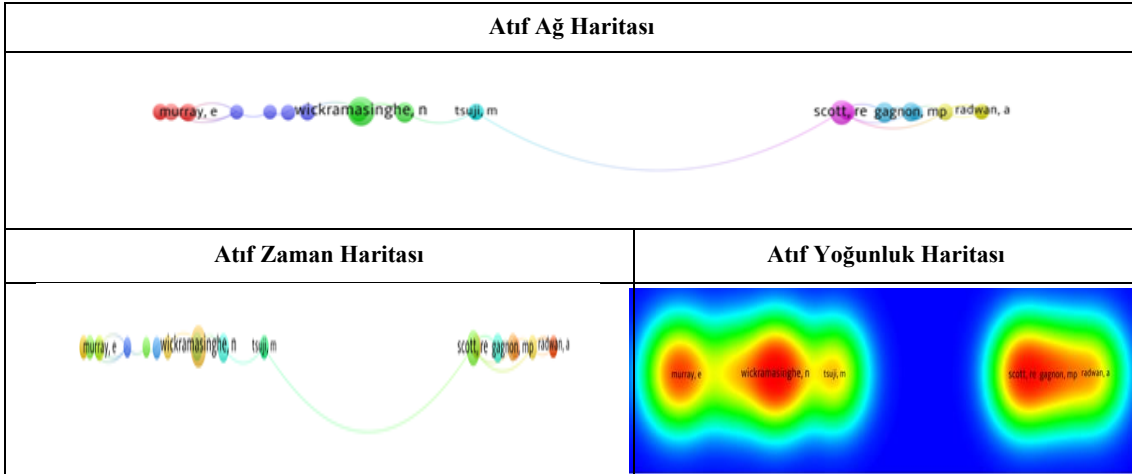 Atıf Ağ Haritası
murray, e wickramasinghe, n tsuji, m scott, re gagnon, mp radwan, a
Atıf Zaman Haritası
murray, e wickramasinghe, n tsuji, m scott, re gagnon, mp radwan, a
Atıf Yoğunluk Haritası
murray, e wickramasinghe, n tsuji, m scott, re gagnon, mp radwan, a